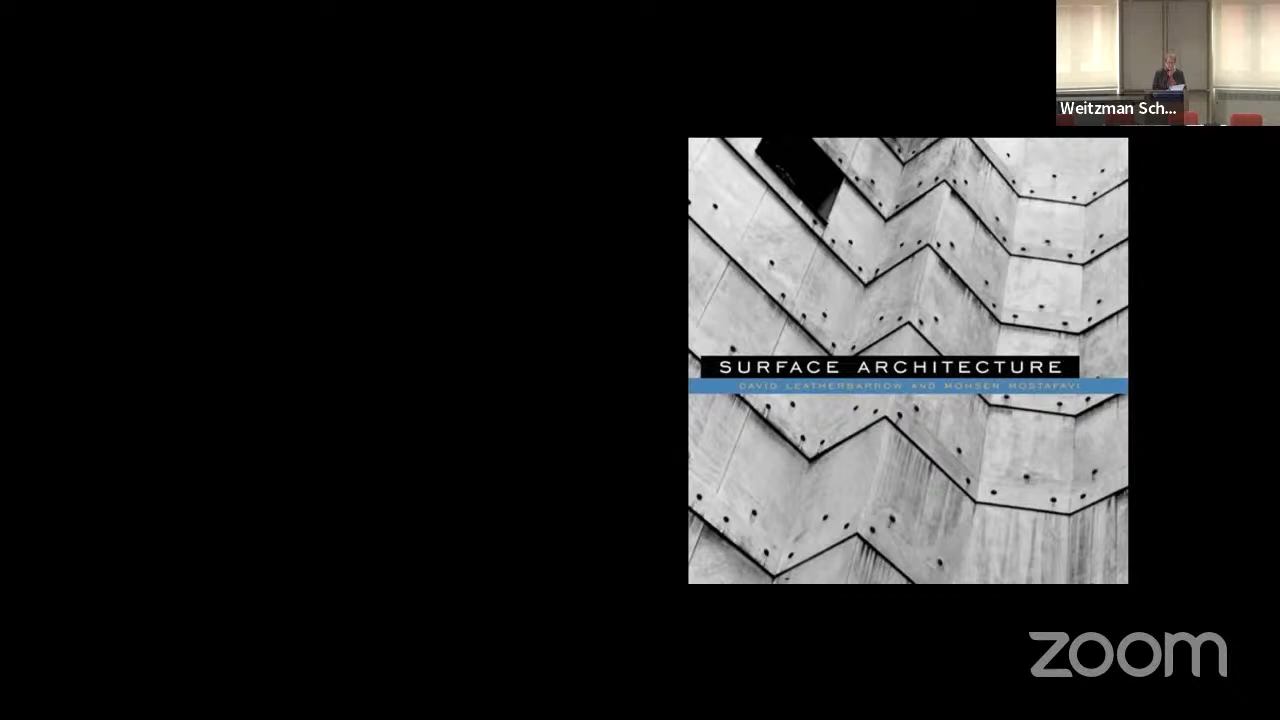 Weitzman Sch...
SURFACE ARCHITECTURE
DAVID LEATHERBARROW AND MOHSEN MOSTAFAVI
zoom